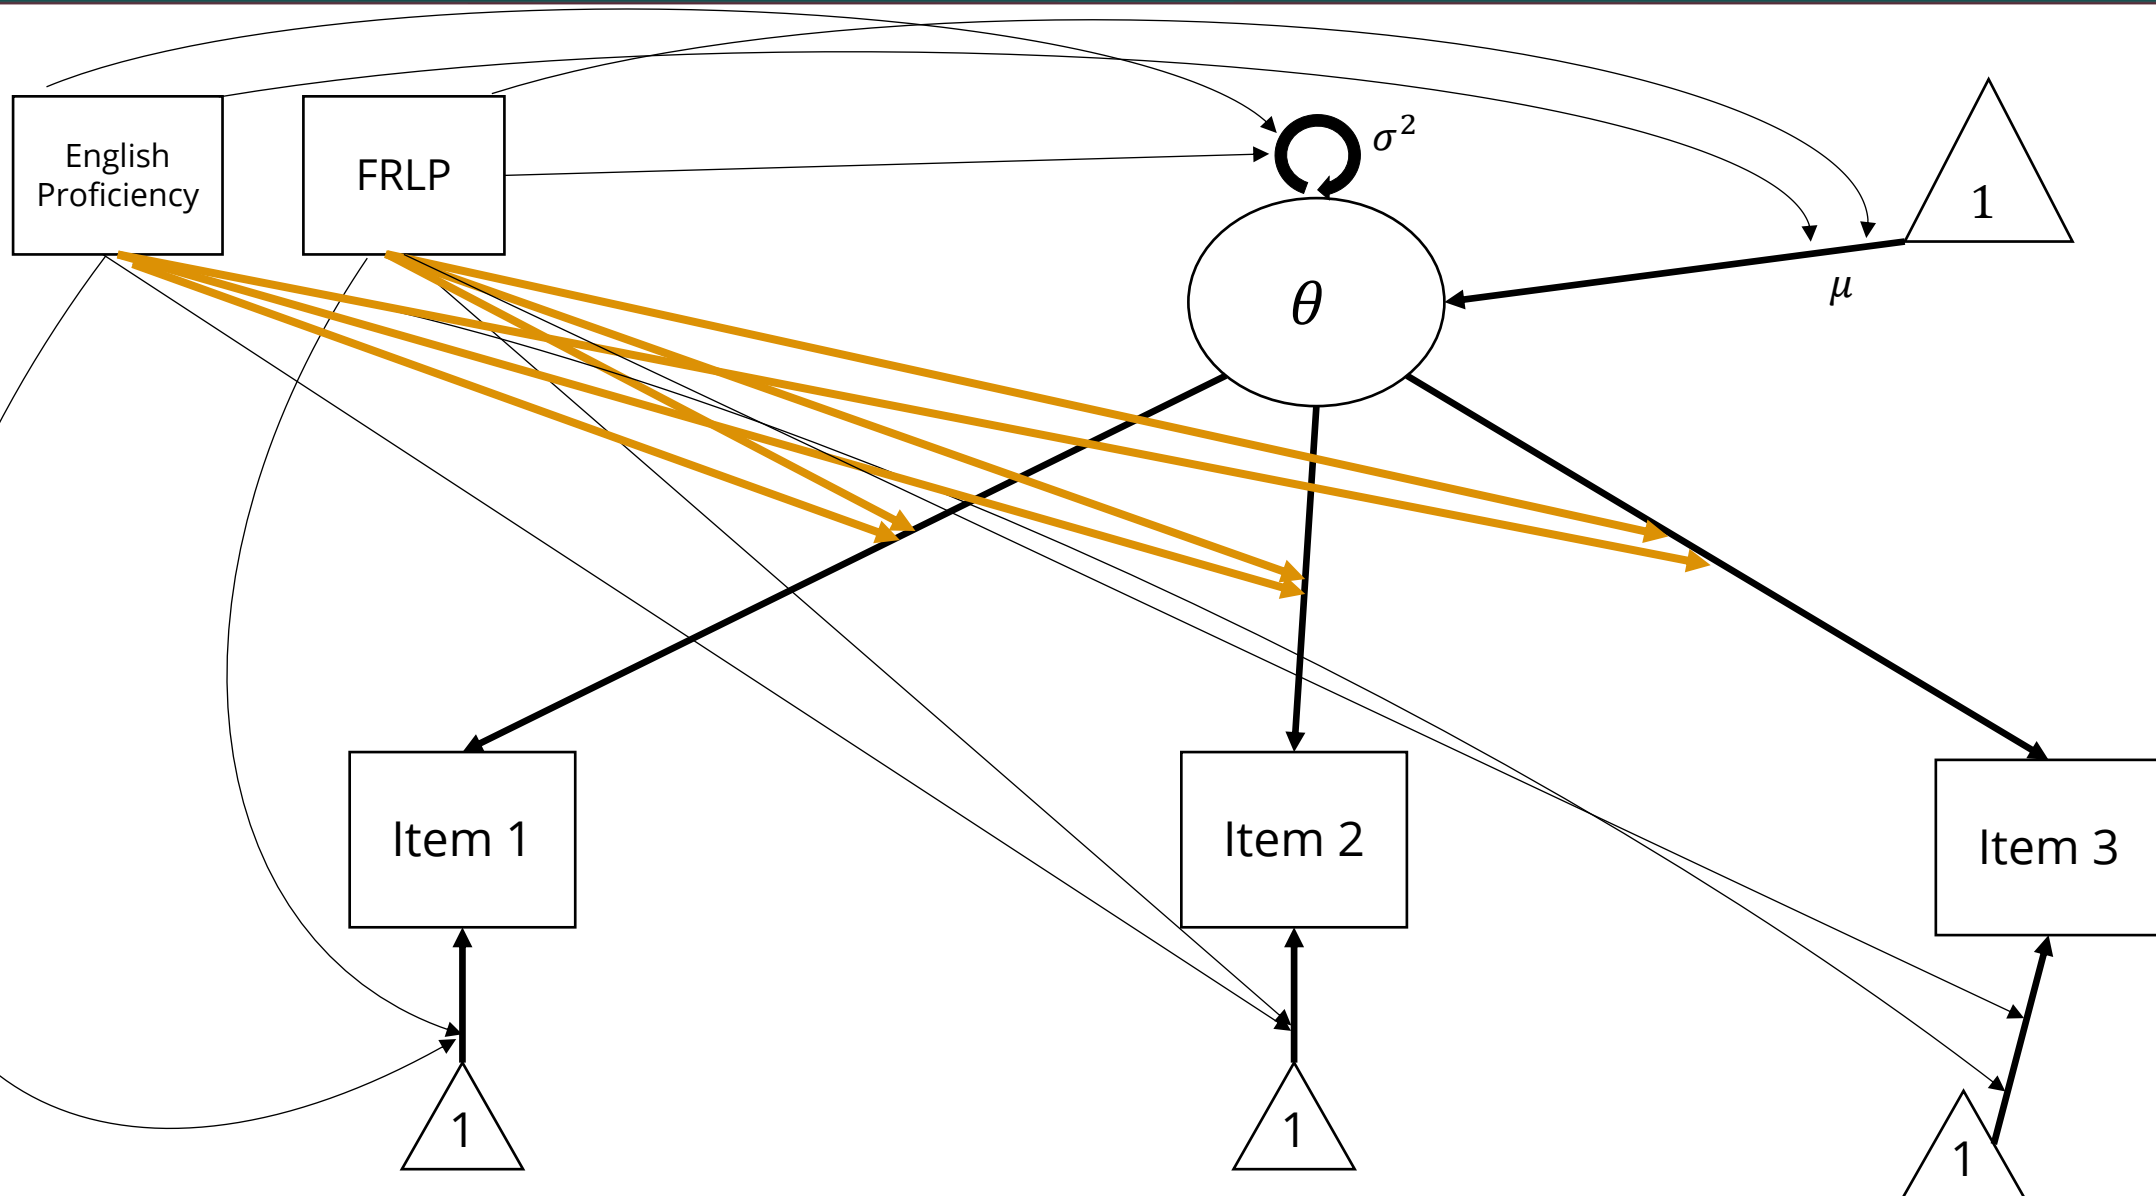 English
Proficiency
FRLP
σ²
1
θ
μ
Item 1
Item 2
Item 3
1
1
1